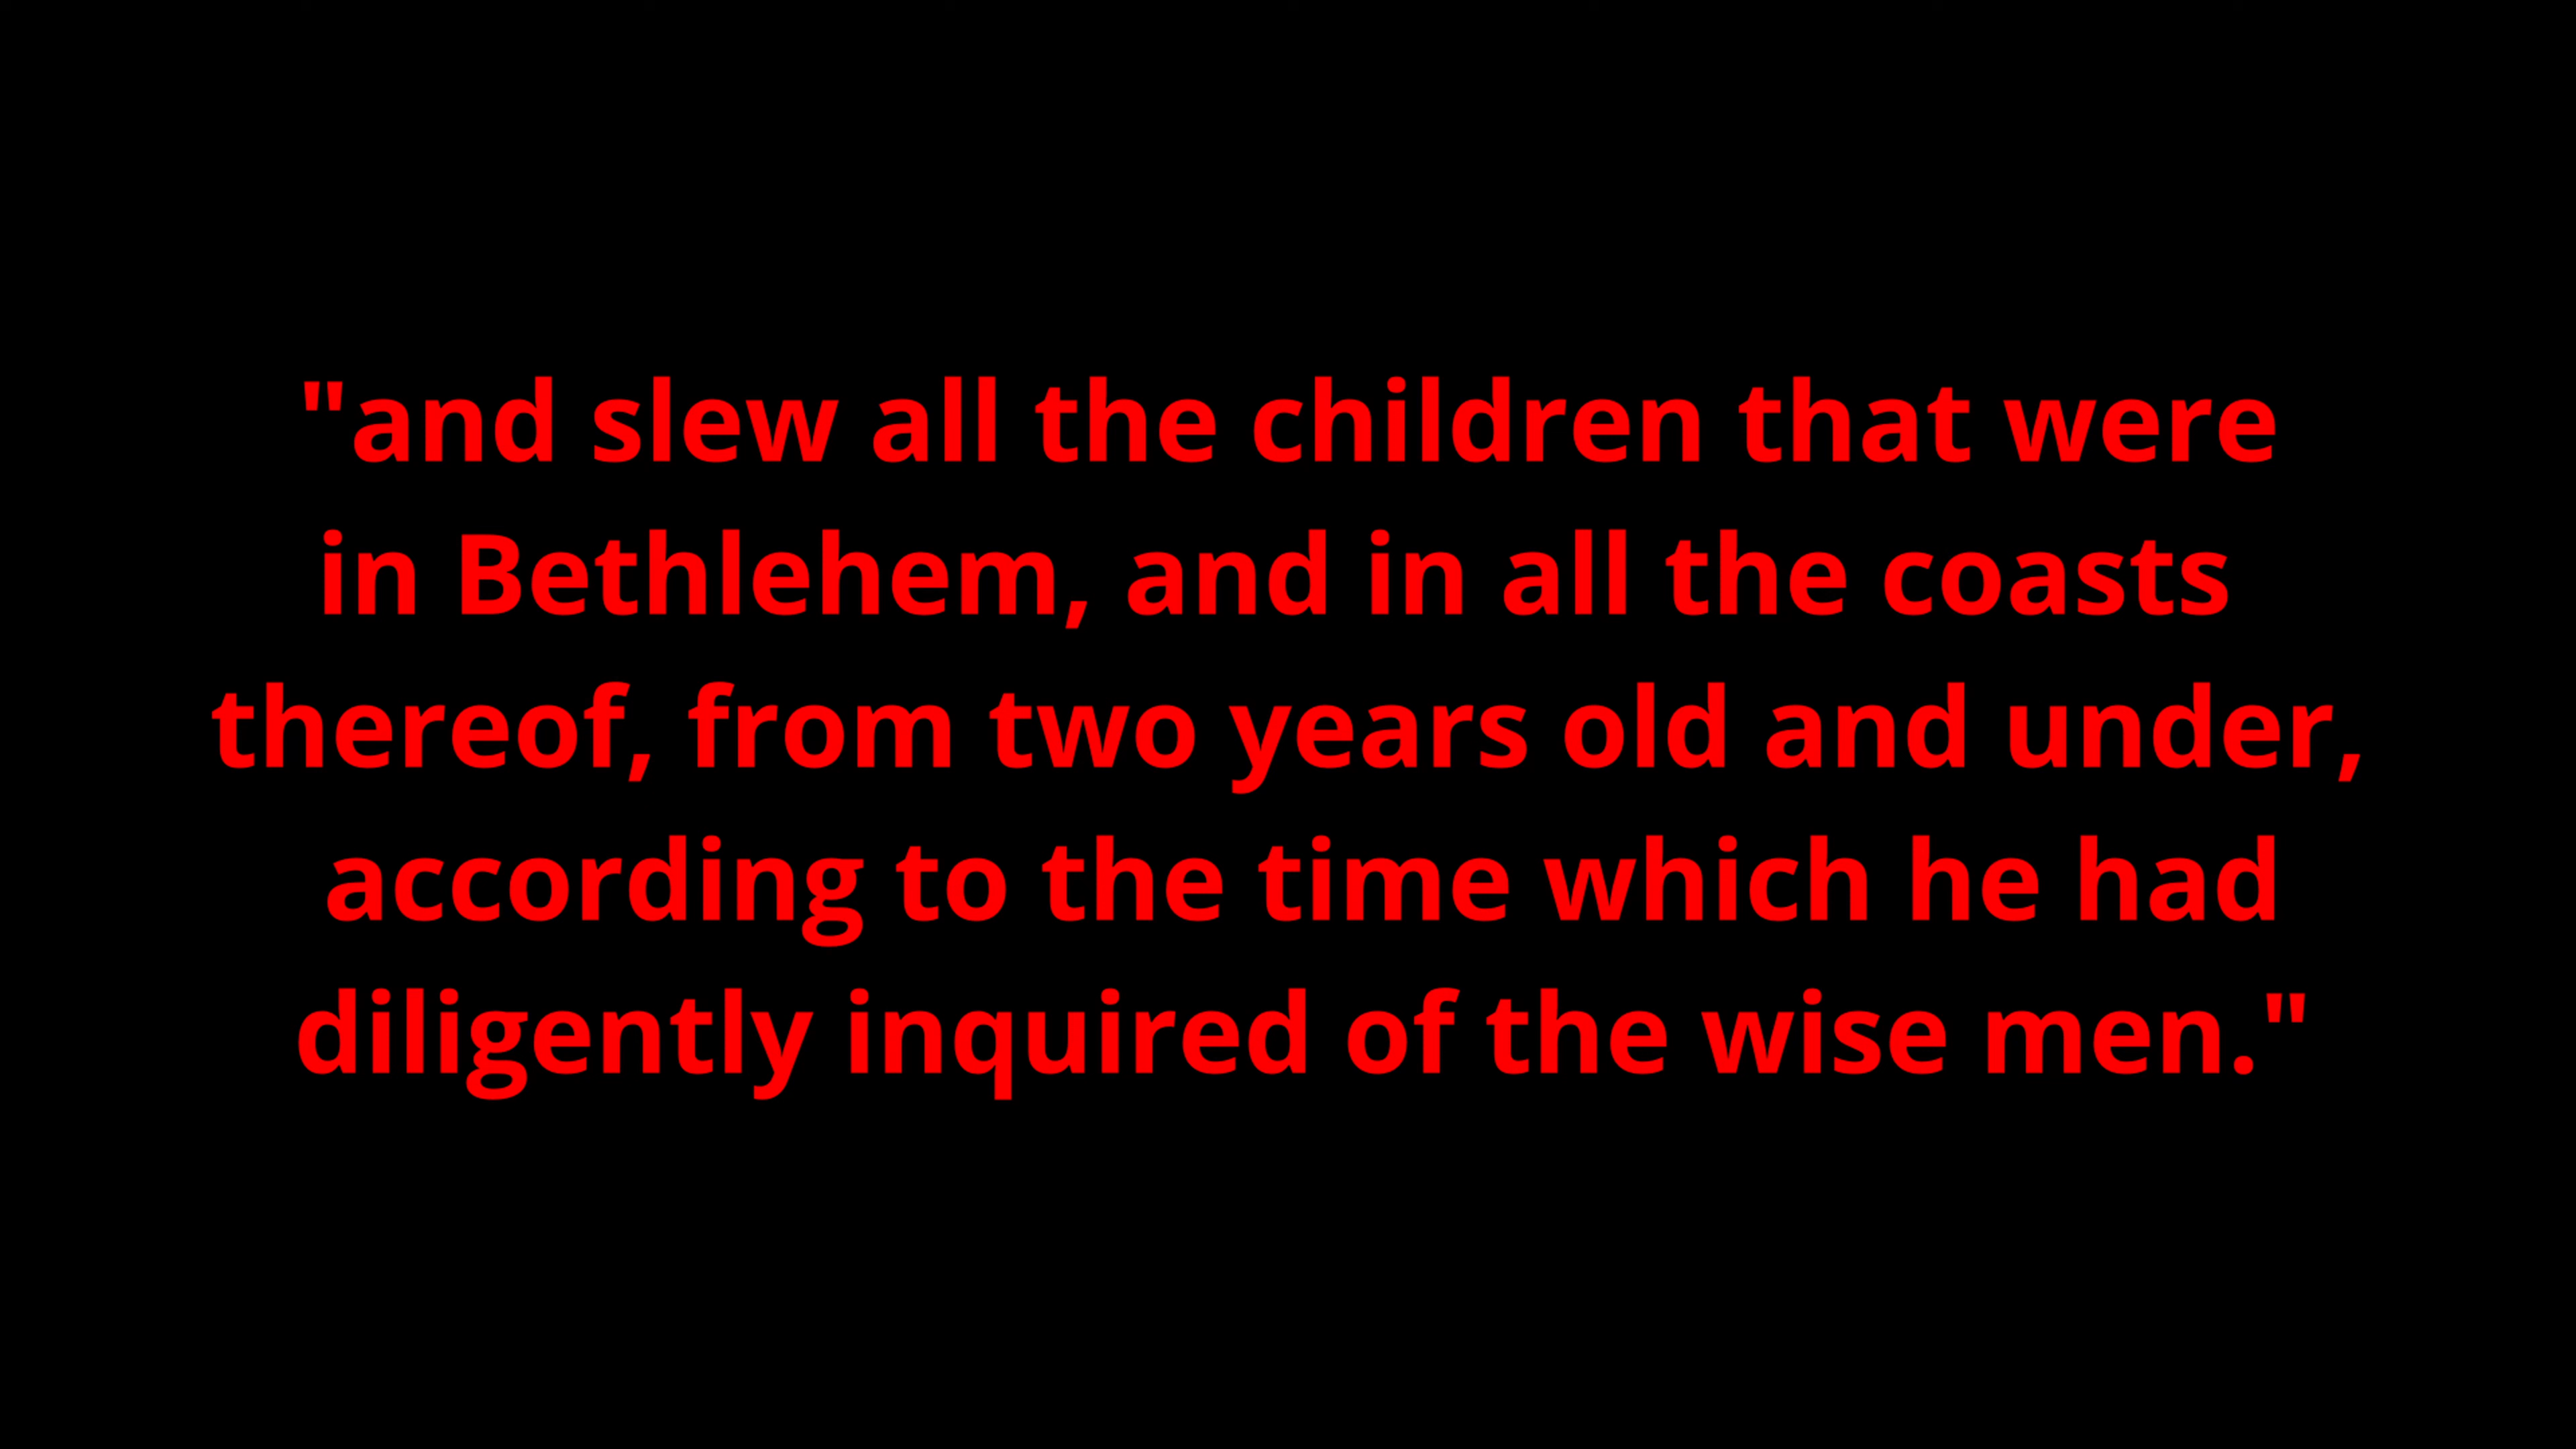 "and slew all the children that were
in Bethlehem, and in all the coasts
thereof, from two years old and under,
according to the time which he had
diligently inquired of the wise men."